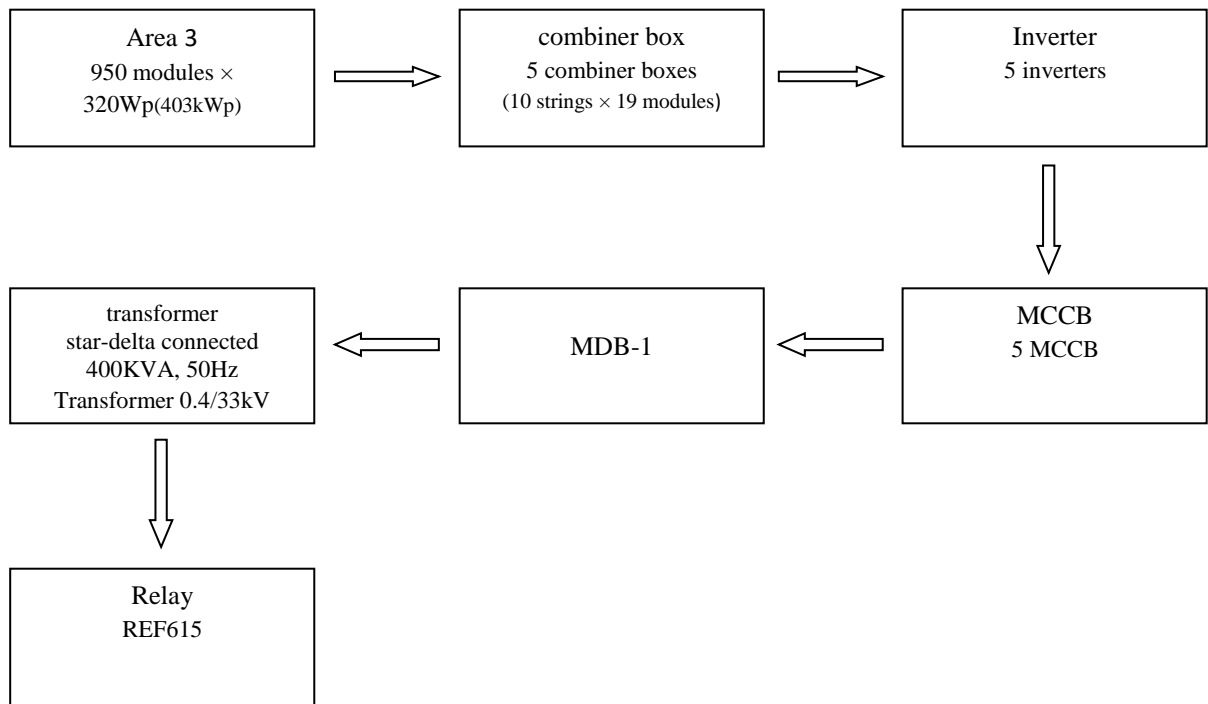 Area 3
950 modules ×
320Wp(403kWp)
combiner box
5 combiner boxes
(10 strings × 19 modules)
Inverter
5 inverters
MCCB
5 MCCB
MDB-1
transformer
star-delta connected
400KVA, 50Hz
Transformer 0.4/33kV
Relay
REF615